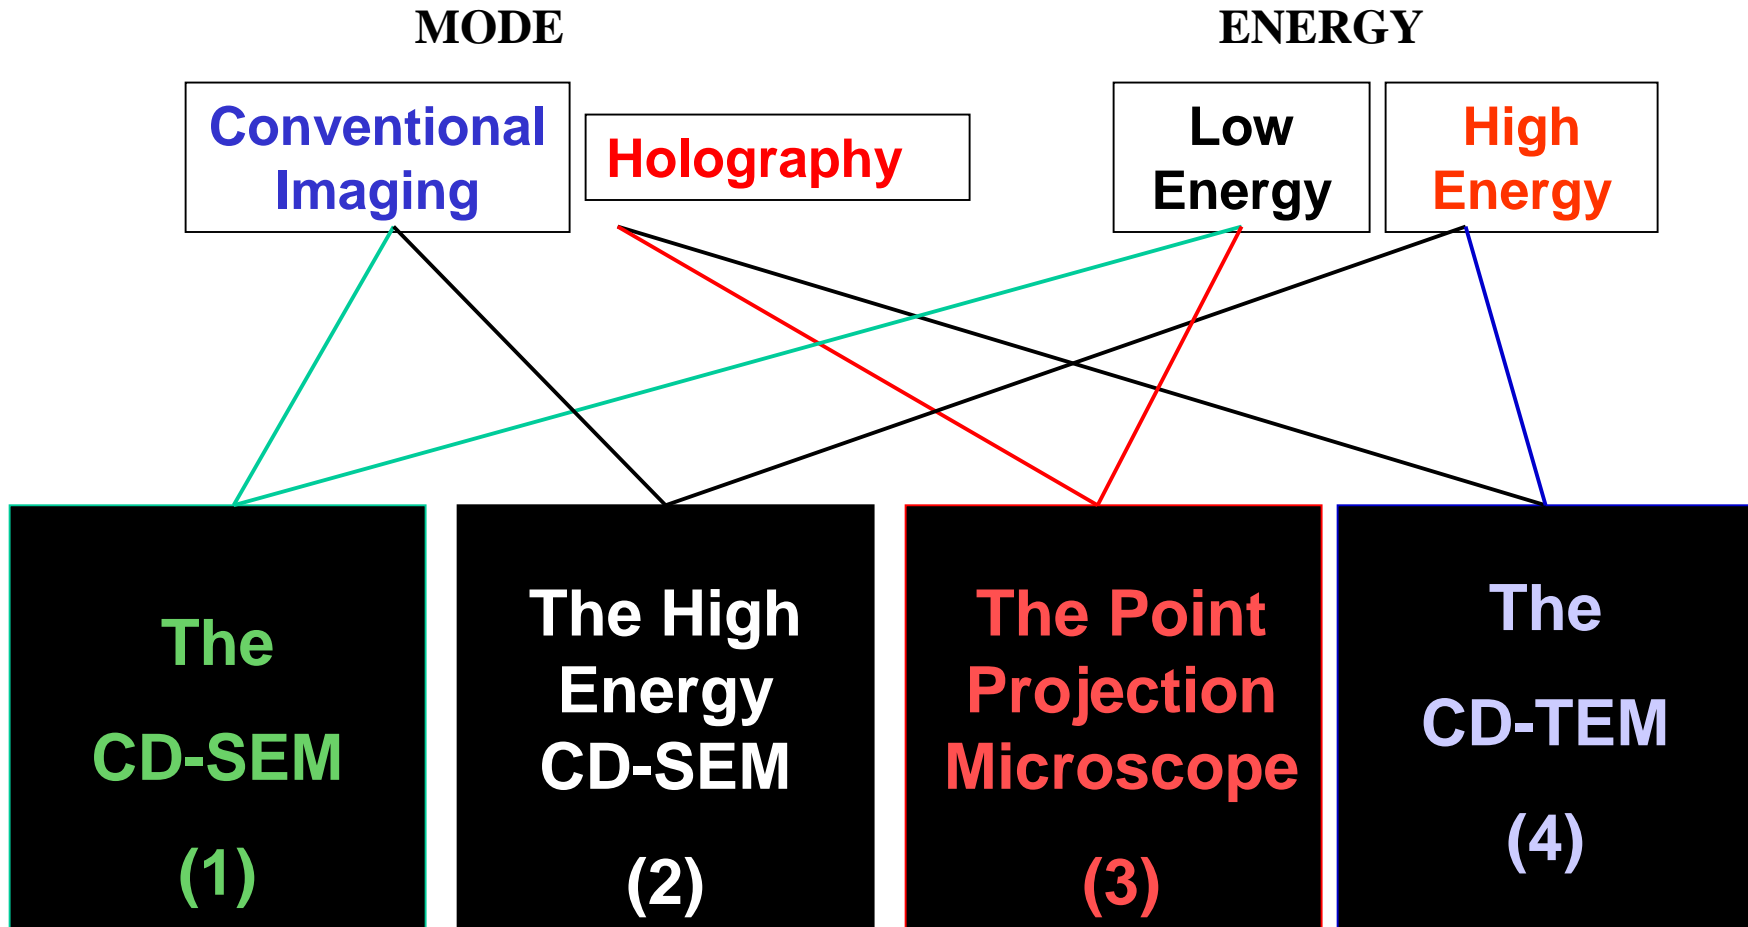 MODE
ENERGY
Conventional
Imaging
Holography
Low
Energy
High
Energy
The
CD-SEM
(1)
The High
Energy
CD-SEM
(2)
The Point
Projection
Microscope
(3)
The
CD-TEM
(4)